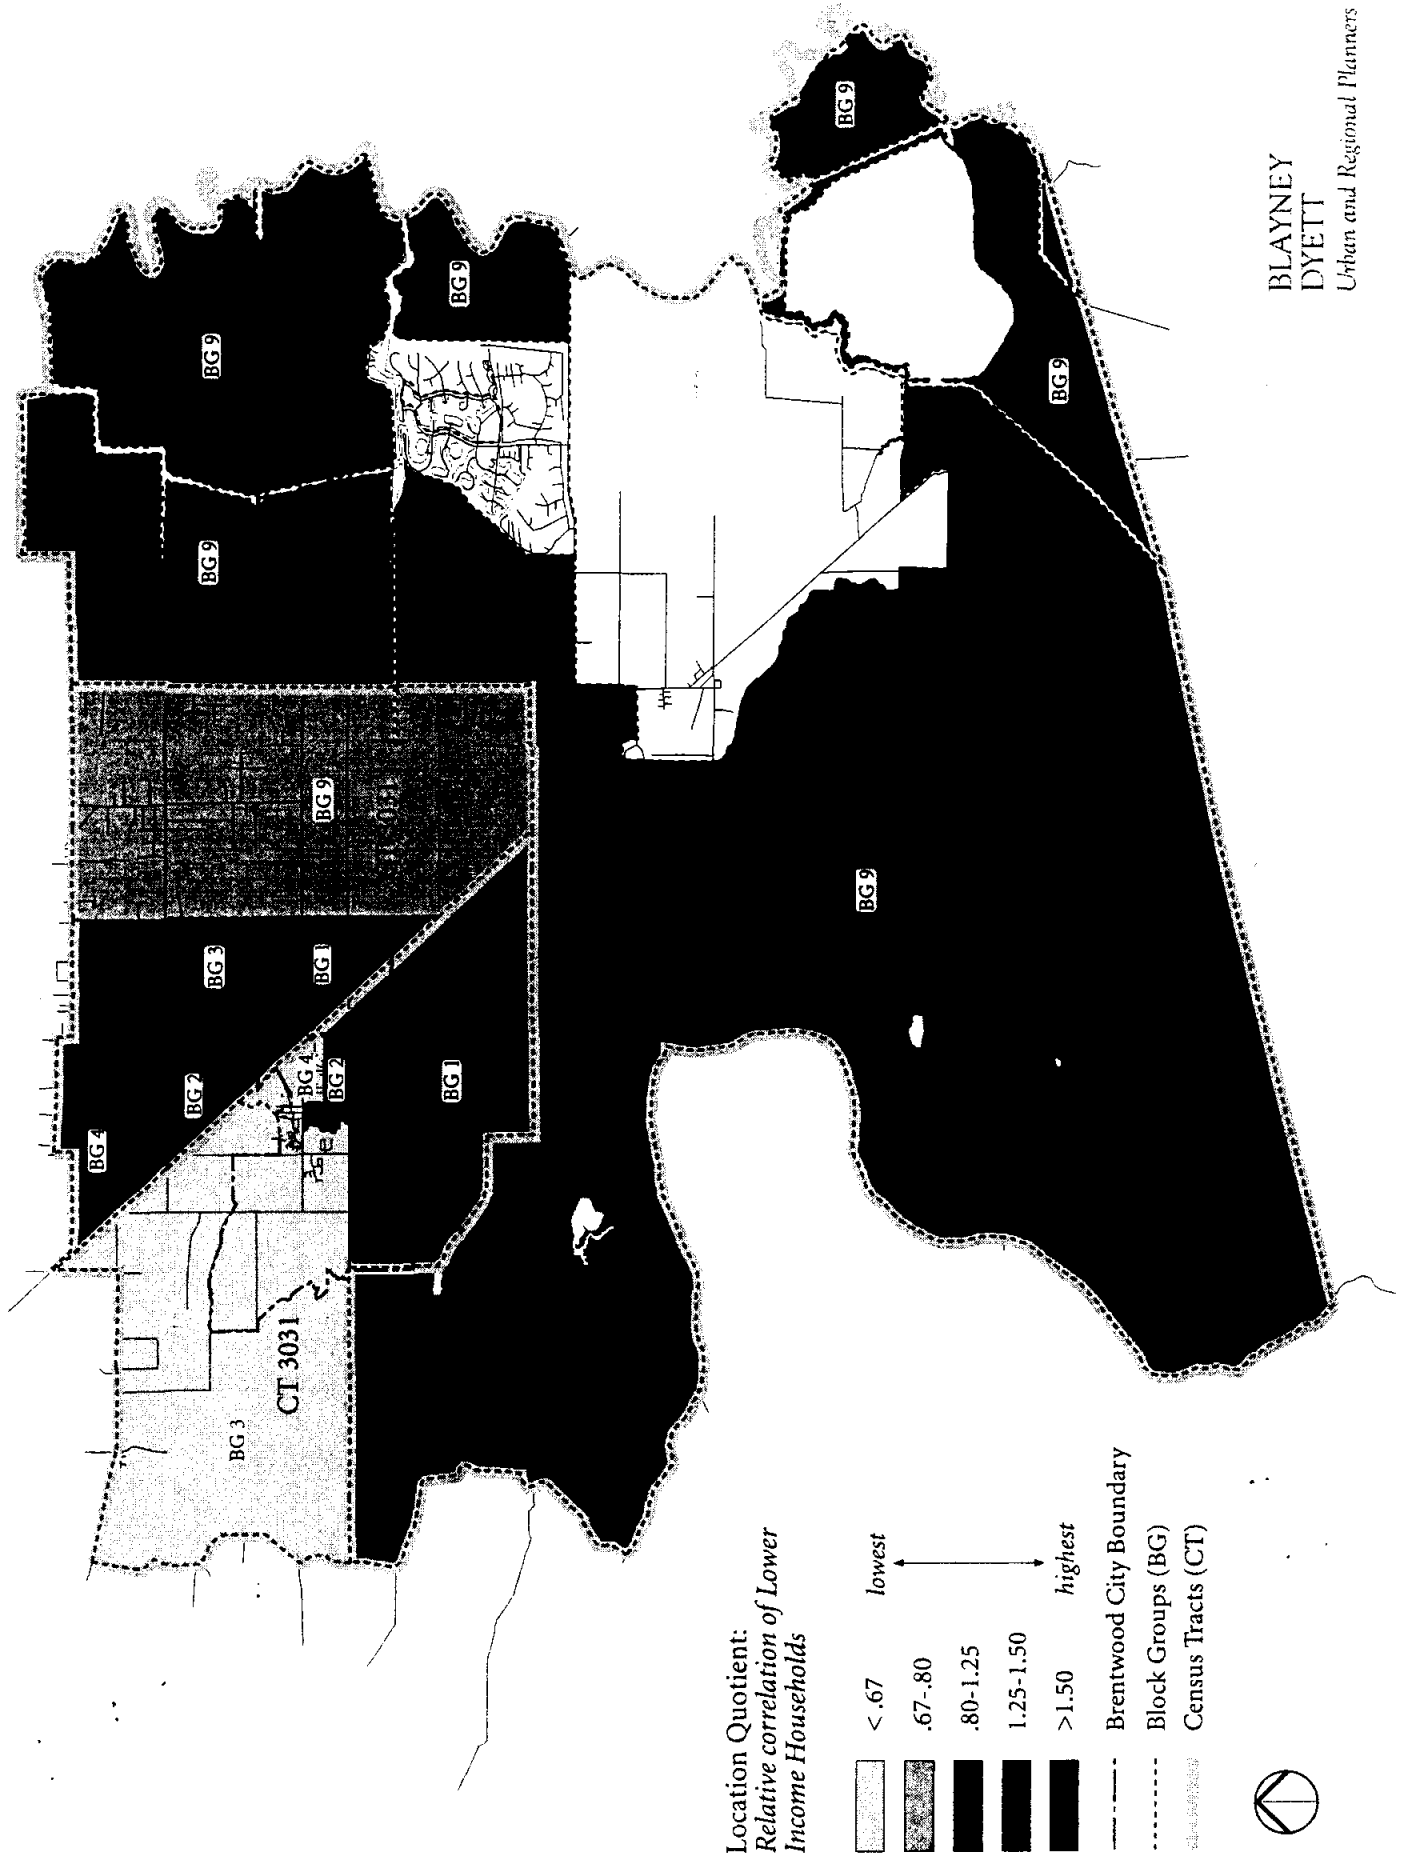 BG 9
BG 9
BG 9
BG 9
BG 9
BG 9
BG 9
BG 3
BG 1
BG 2
BG 4
BG 4
BG 2
BG 1
CT 3031
BG 3
Location Quotient:
Relative correlation of Lower
Income Households
< .67 lowest
.67-.80
.80-1.25
1.25-1.50
>1.50 highest
Brentwood City Boundary
Block Groups (BG)
Census Tracts (CT)
BLAYNEY
DYETT
Urban and Regional Planners